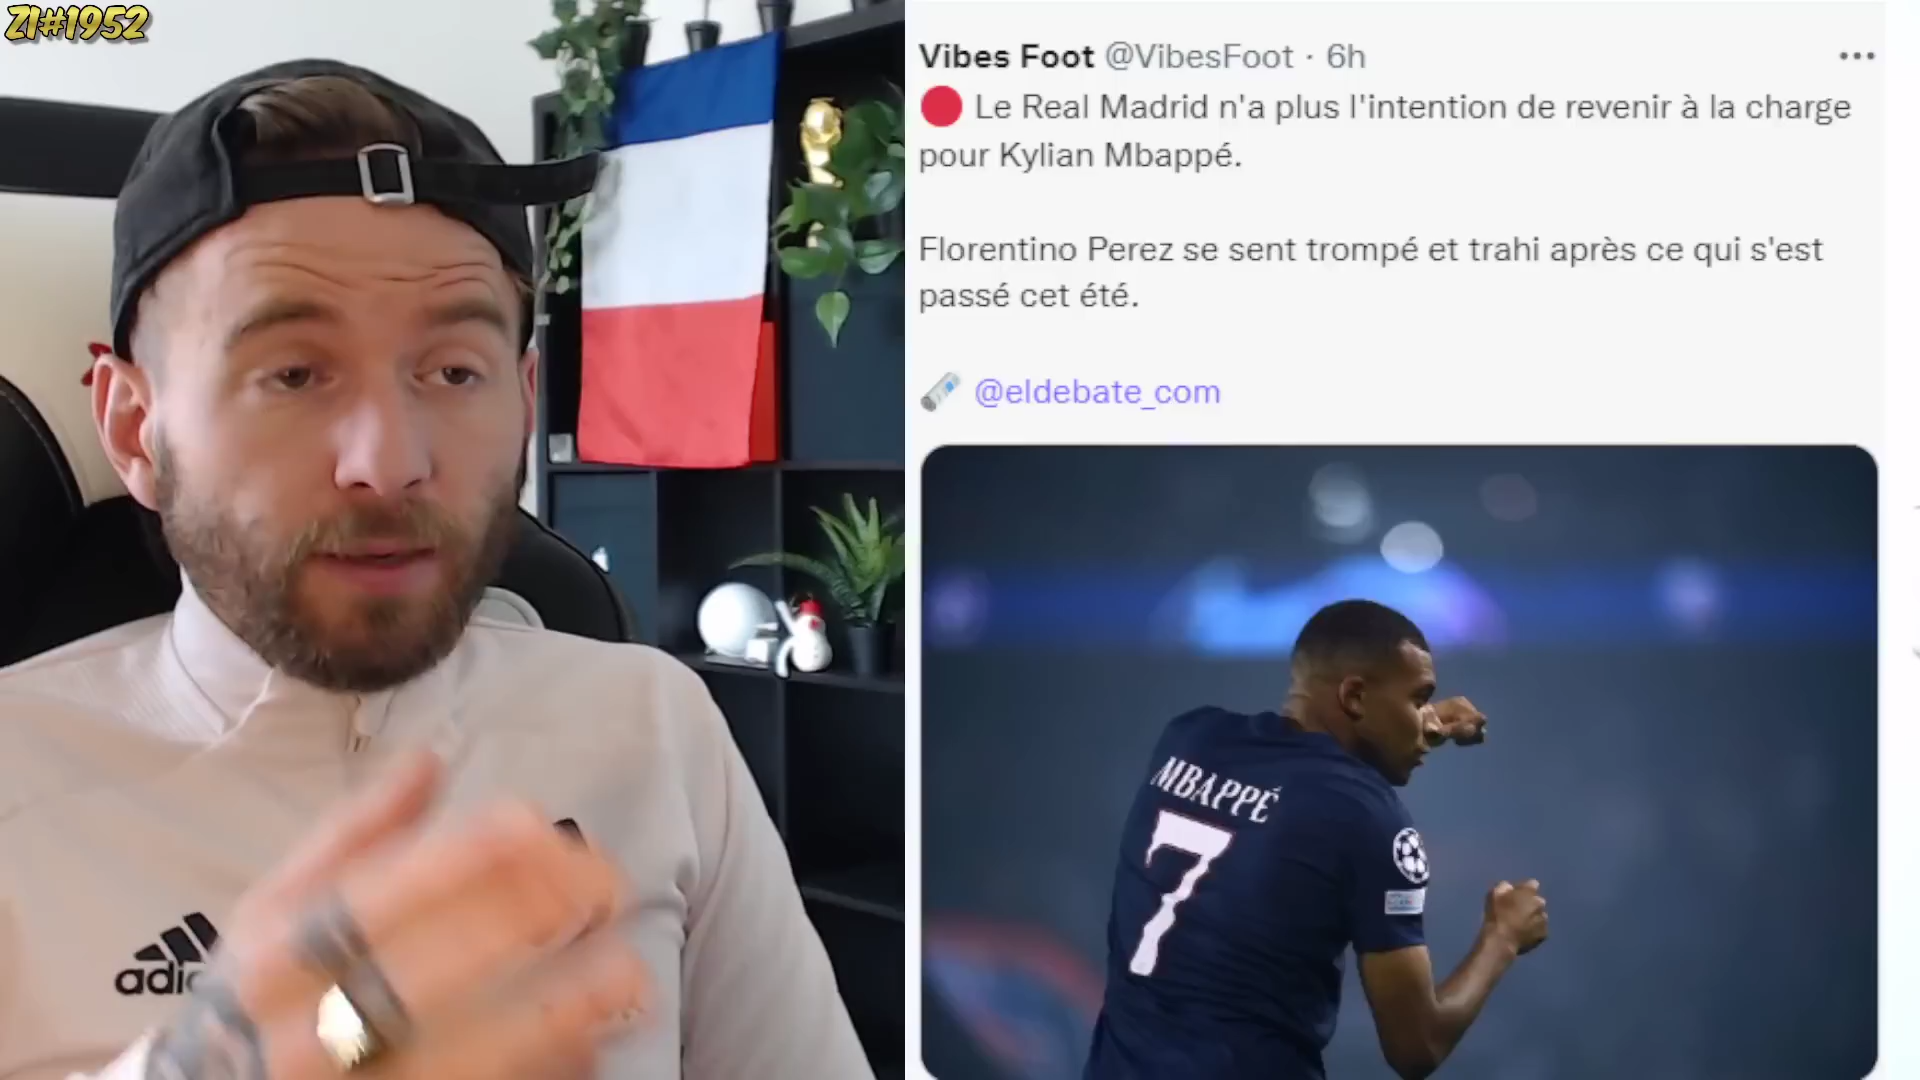 ZI#1952
Vibes Foot @VibesFoot · 6h
🔴 Le Real Madrid n'a plus l'intention de revenir à la charge
pour Kylian Mbappé.
Florentino Perez se sent trompé et trahi après ce qui s'est
passé cet été.
@eldebate_com
MBAPPÉ
7
adidas